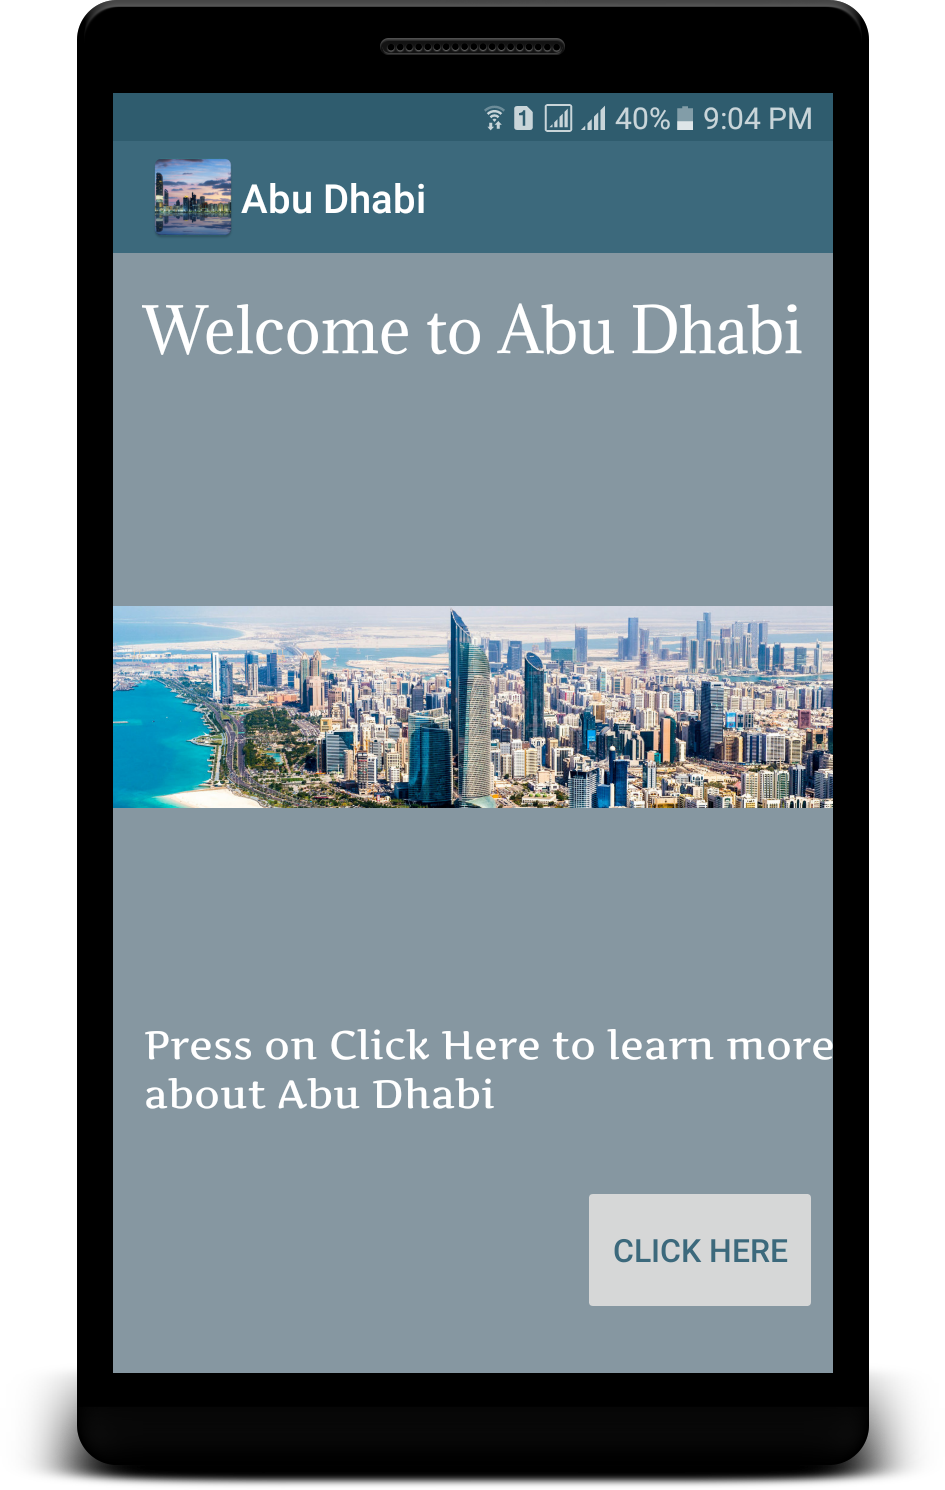 1 40% 9:04 PM
Abu Dhabi
Welcome to Abu Dhabi
Press on Click Here to learn more
about Abu Dhabi
CLICK HERE